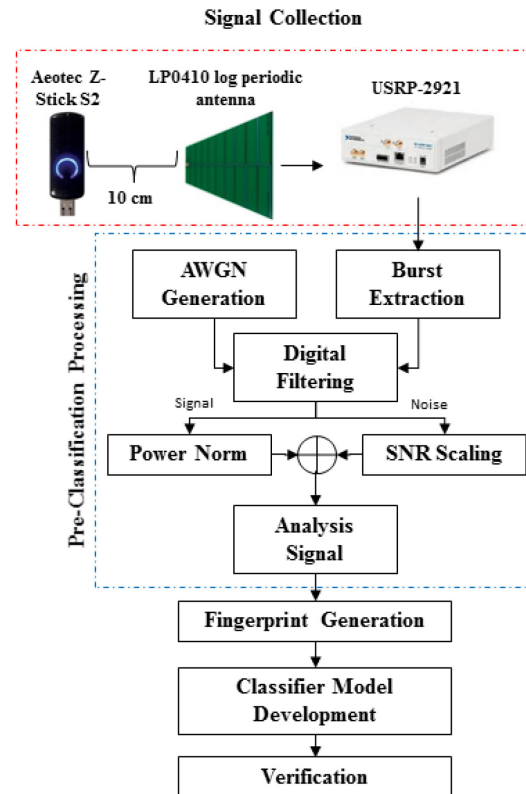 Signal Collection
Aeotec Z-
Stick S2
LP0410 log periodic
antenna
USRP-2921
10 cm
Pre-Classification Processing
AWGN
Generation
Burst
Extraction
Digital
Filtering
Signal
Noise
Power Norm
SNR Scaling
Analysis
Signal
Fingerprint Generation
Classifier Model
Development
Verification